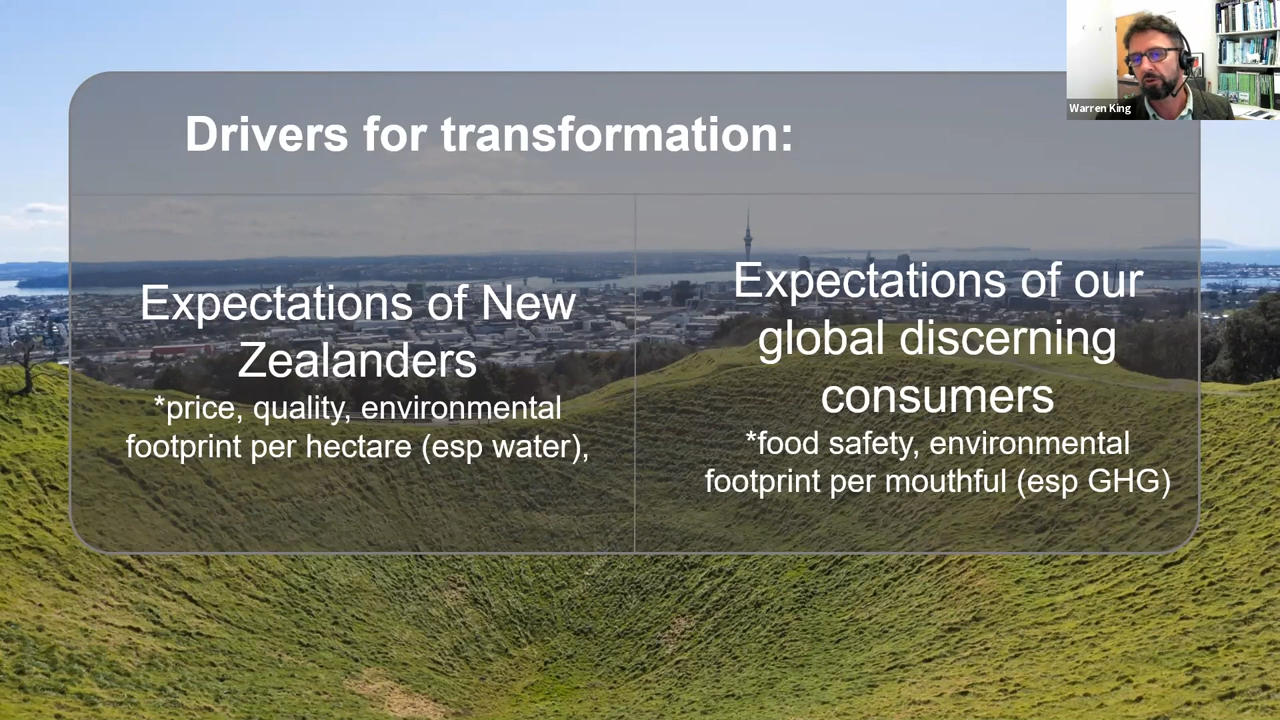 Warren King
Drivers for transformation:
Expectations of New
Zealanders
*price, quality, environmental
footprint per hectare (esp water),
Expectations of our
global discerning
consumers
*food safety, environmental
footprint per mouthful (esp GHG)